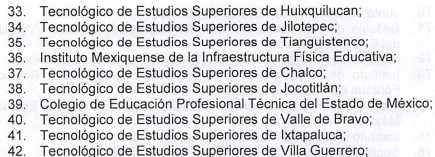 33. Tecnológico de Estudios Superiores de Huixquilucan;
34. Tecnológico de Estudios Superiores de Jilotepec;
35. Tecnológico de Estudios Superiores de Tianguistenco;
36. Instituto Mexiquense de la Infraestructura Física Educativa;
37. Tecnológico de Estudios Superiores de Chalco;
38. Tecnológico de Estudios Superiores de Jocotitlán;
39. Colegio de Educación Profesional Técnica del Estado de México;
40. Tecnológico de Estudios Superiores de Valle de Bravo;
41. Tecnológico de Estudios Superiores de Ixtapaluca;
42. Tecnológico de Estudios Superiores de Villa Guerrero;